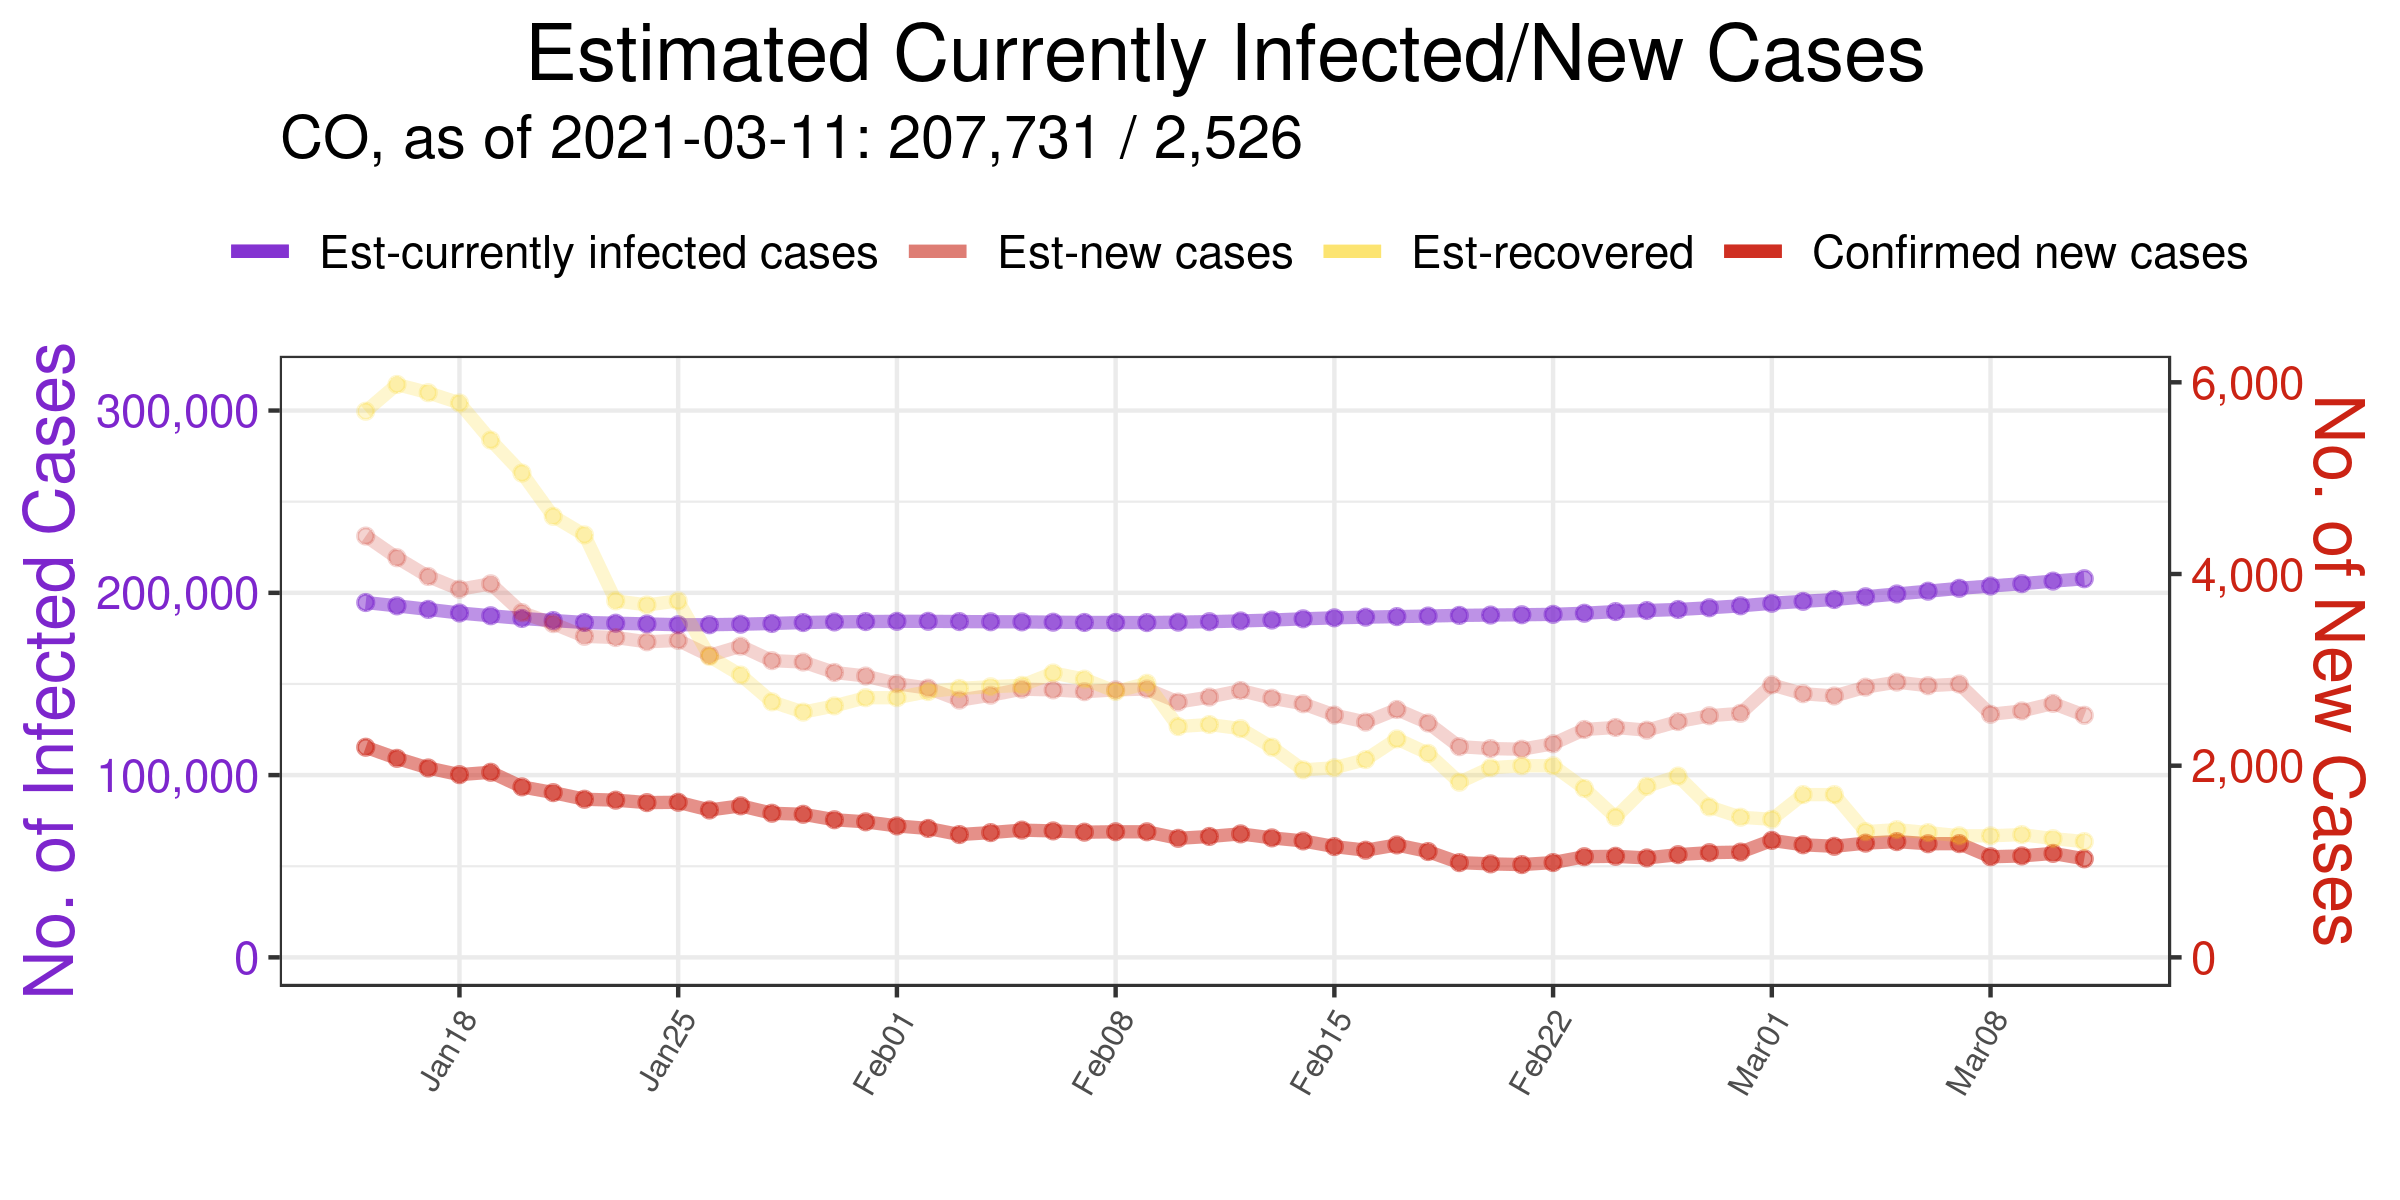 Estimated Currently Infected/New Cases
CO, as of 2021-03-11: 207,731 / 2,526
Est-currently infected cases
Est-new cases
Est-recovered
Confirmed new cases
No. of Infected Cases
300,000
200,000
100,000
0
6,000
4,000
2,000
0
No. of New Cases
Jan18
Jan25
Feb01
Feb08
Feb15
Feb22
Mar01
Mar08